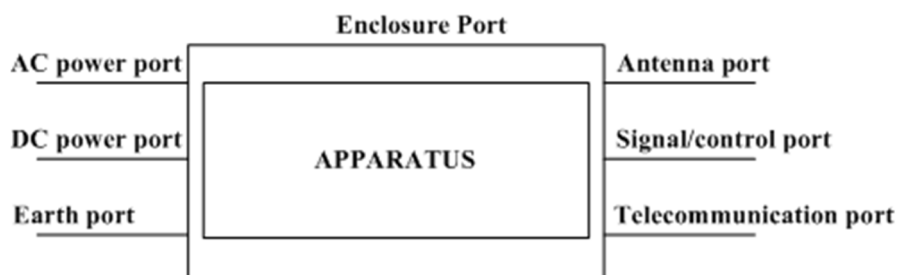 Enclosure Port
AC power port
Antenna port
DC power port
Signal/control port
APPARATUS
Earth port
Telecommunication port